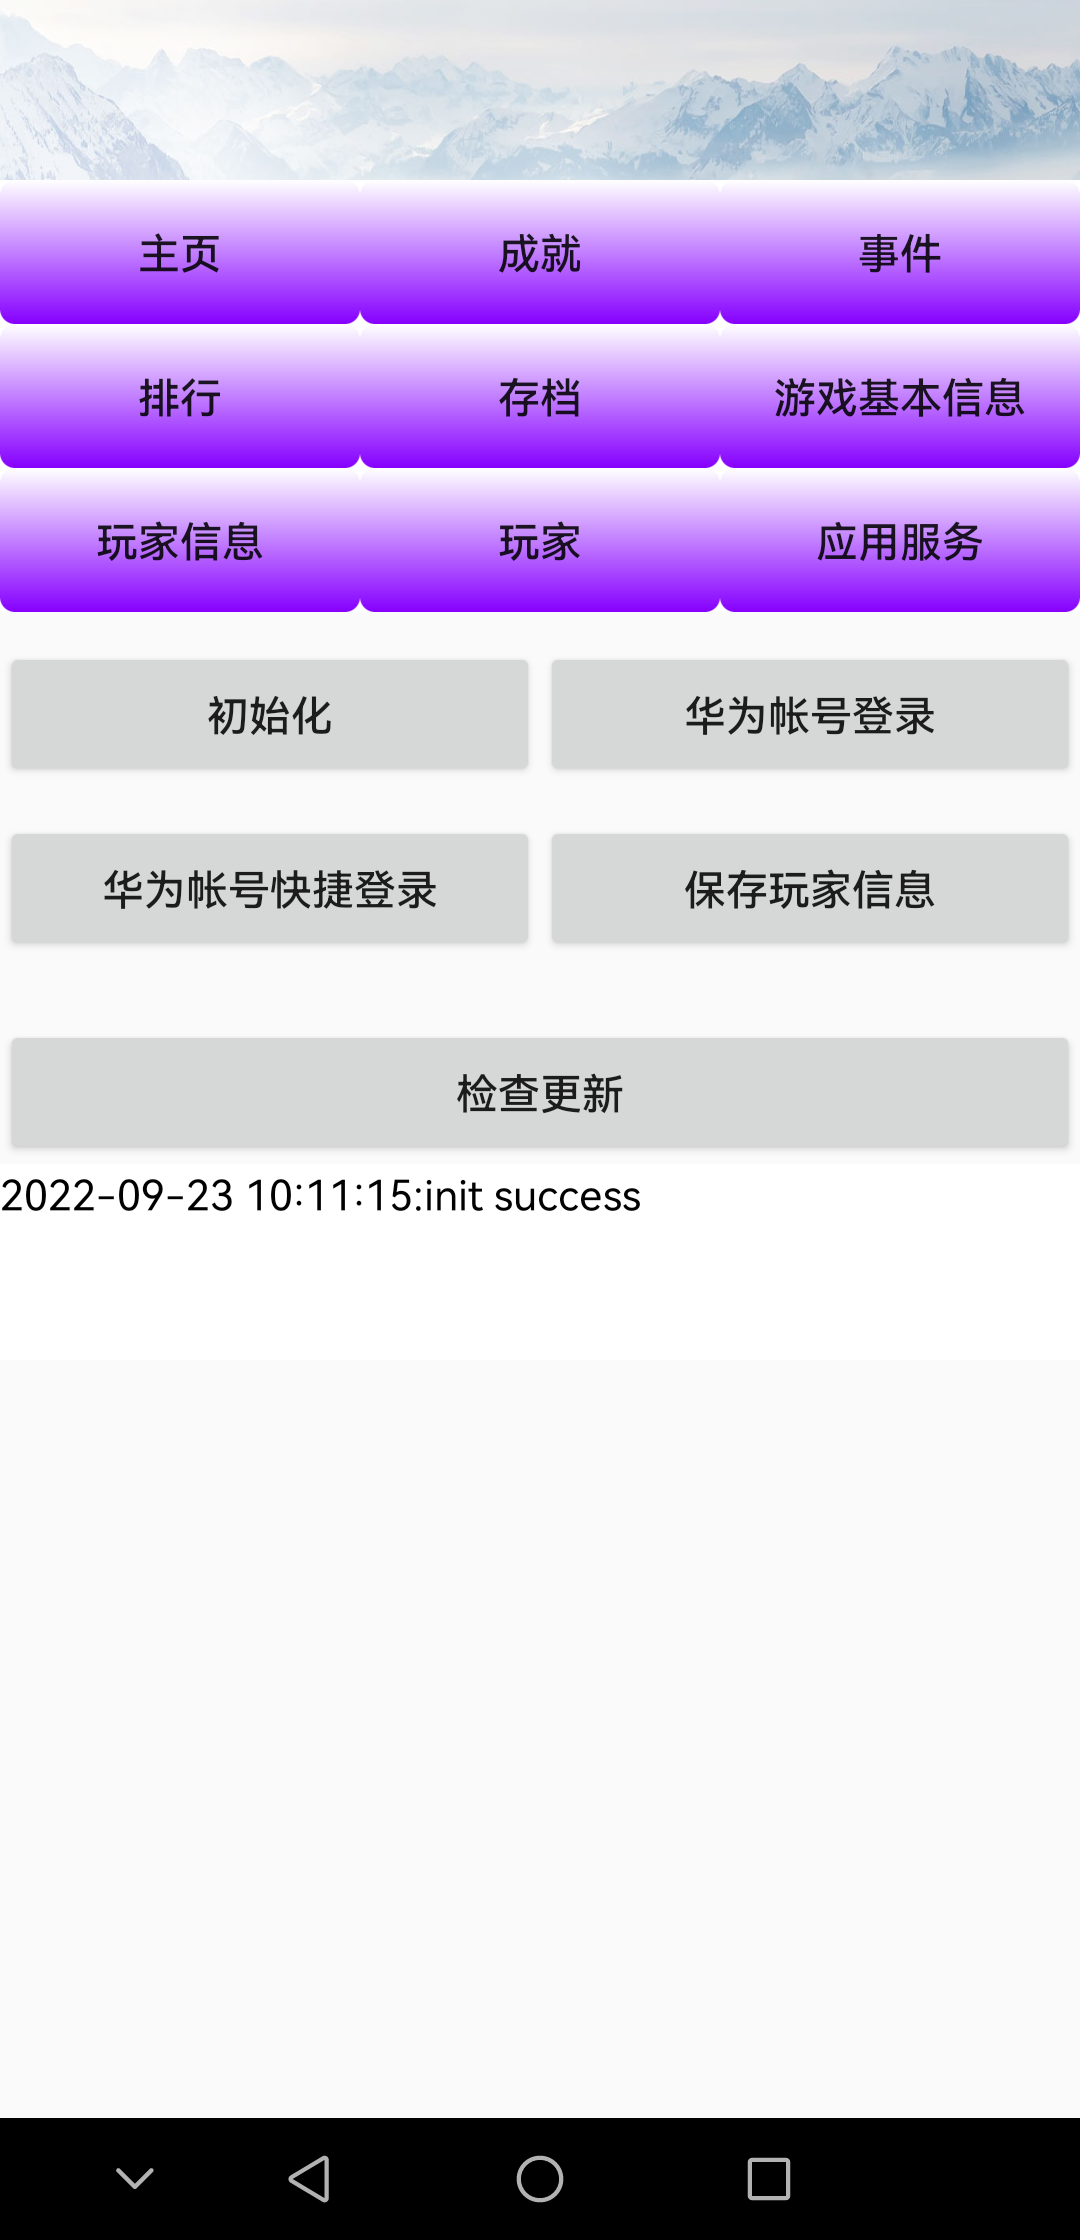 主页 成就 事件
排行 存档 游戏基本信息
玩家信息 玩家 应用服务
初始化 华为帐号登录
华为帐号快捷登录 保存玩家信息
检查更新
2022-09-23 10:11:15:init success